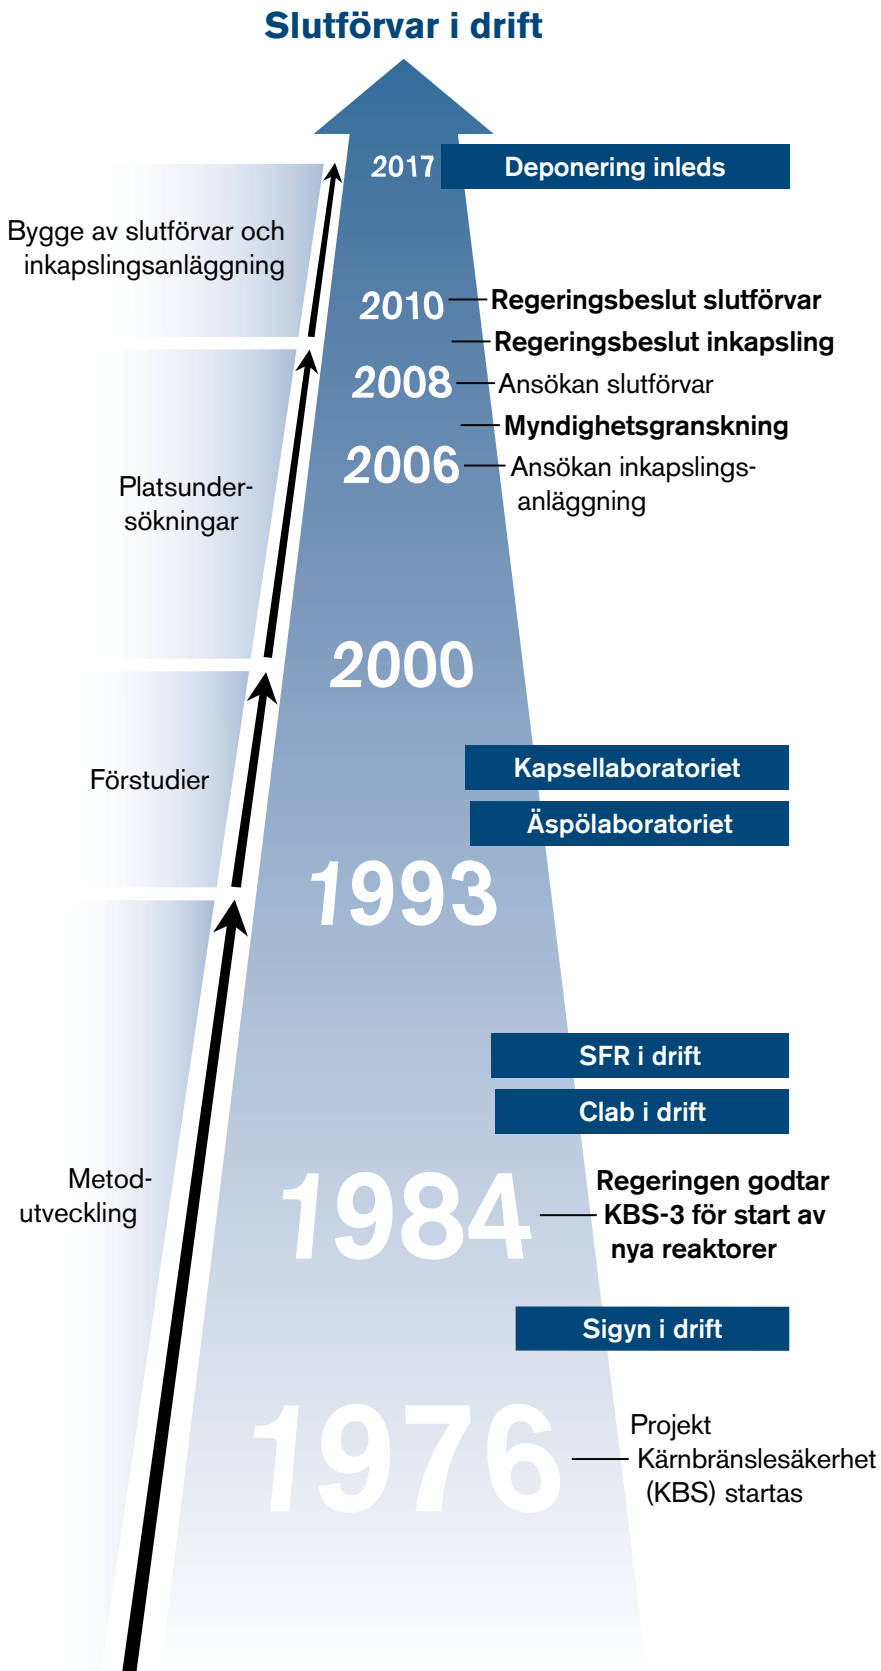 Slutförvar i drift
2017
Deponering inleds
Bygge av slutförvar och
inkapslingsanläggning
2010
Regeringsbeslut slutförvar
Regeringsbeslut inkapsling
2008
Ansökan slutförvar
Myndighetsgranskning
2006
Ansökan inkapslings-
anläggning
Platsunder-
sökningar
2000
Kapsellaboratoriet
Förstudier
Äspölaboratoriet
1993
SFR i drift
Clab i drift
Metod-
utveckling
1984
Regeringen godtar
KBS-3 för start av
nya reaktorer
Sigyn i drift
1976
Projekt
Kärnbränslesäkerhet
(KBS) startas